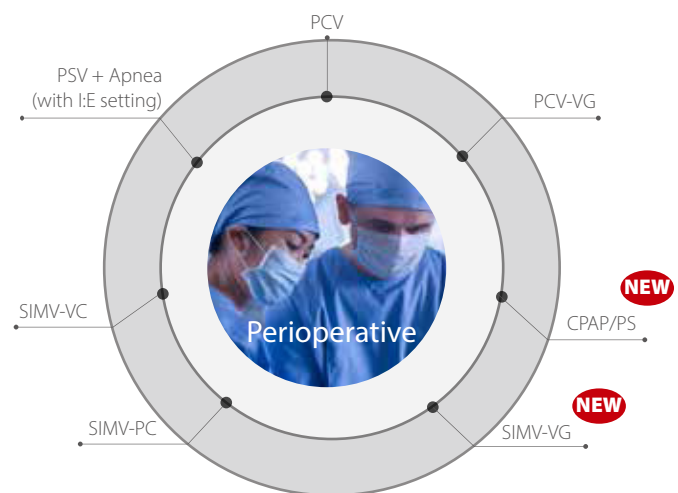 PCV
PSV + Apnea
(with I:E setting)
PCV-VG
NEW
SIMV-VC
CPAP/PS
Perioperative
NEW
SIMV-PC
SIMV-VG